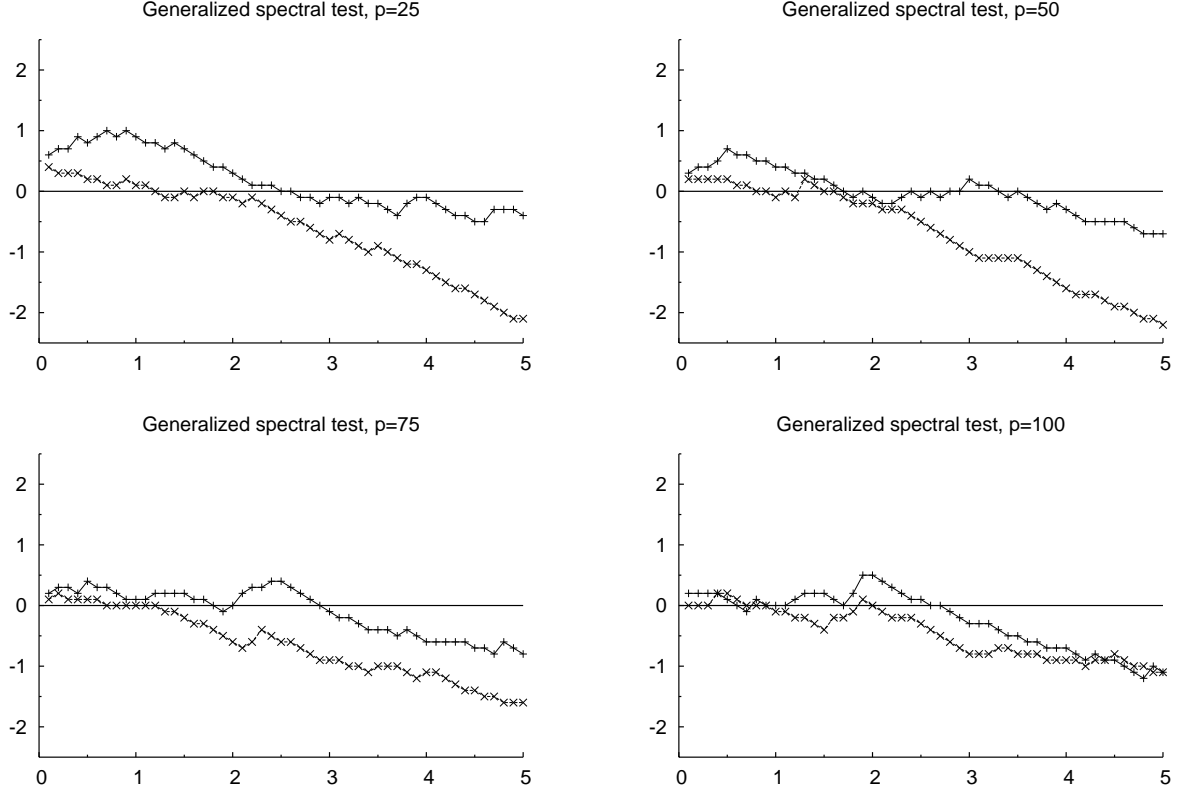 Generalized spectral test, p=25
2
1
0
-1
-2
0 1 2 3 4 5
Generalized spectral test, p=50
2
1
0
-1
-2
0 1 2 3 4 5
Generalized spectral test, p=75
2
1
0
-1
-2
0 1 2 3 4 5
Generalized spectral test, p=100
2
1
0
-1
-2
0 1 2 3 4 5